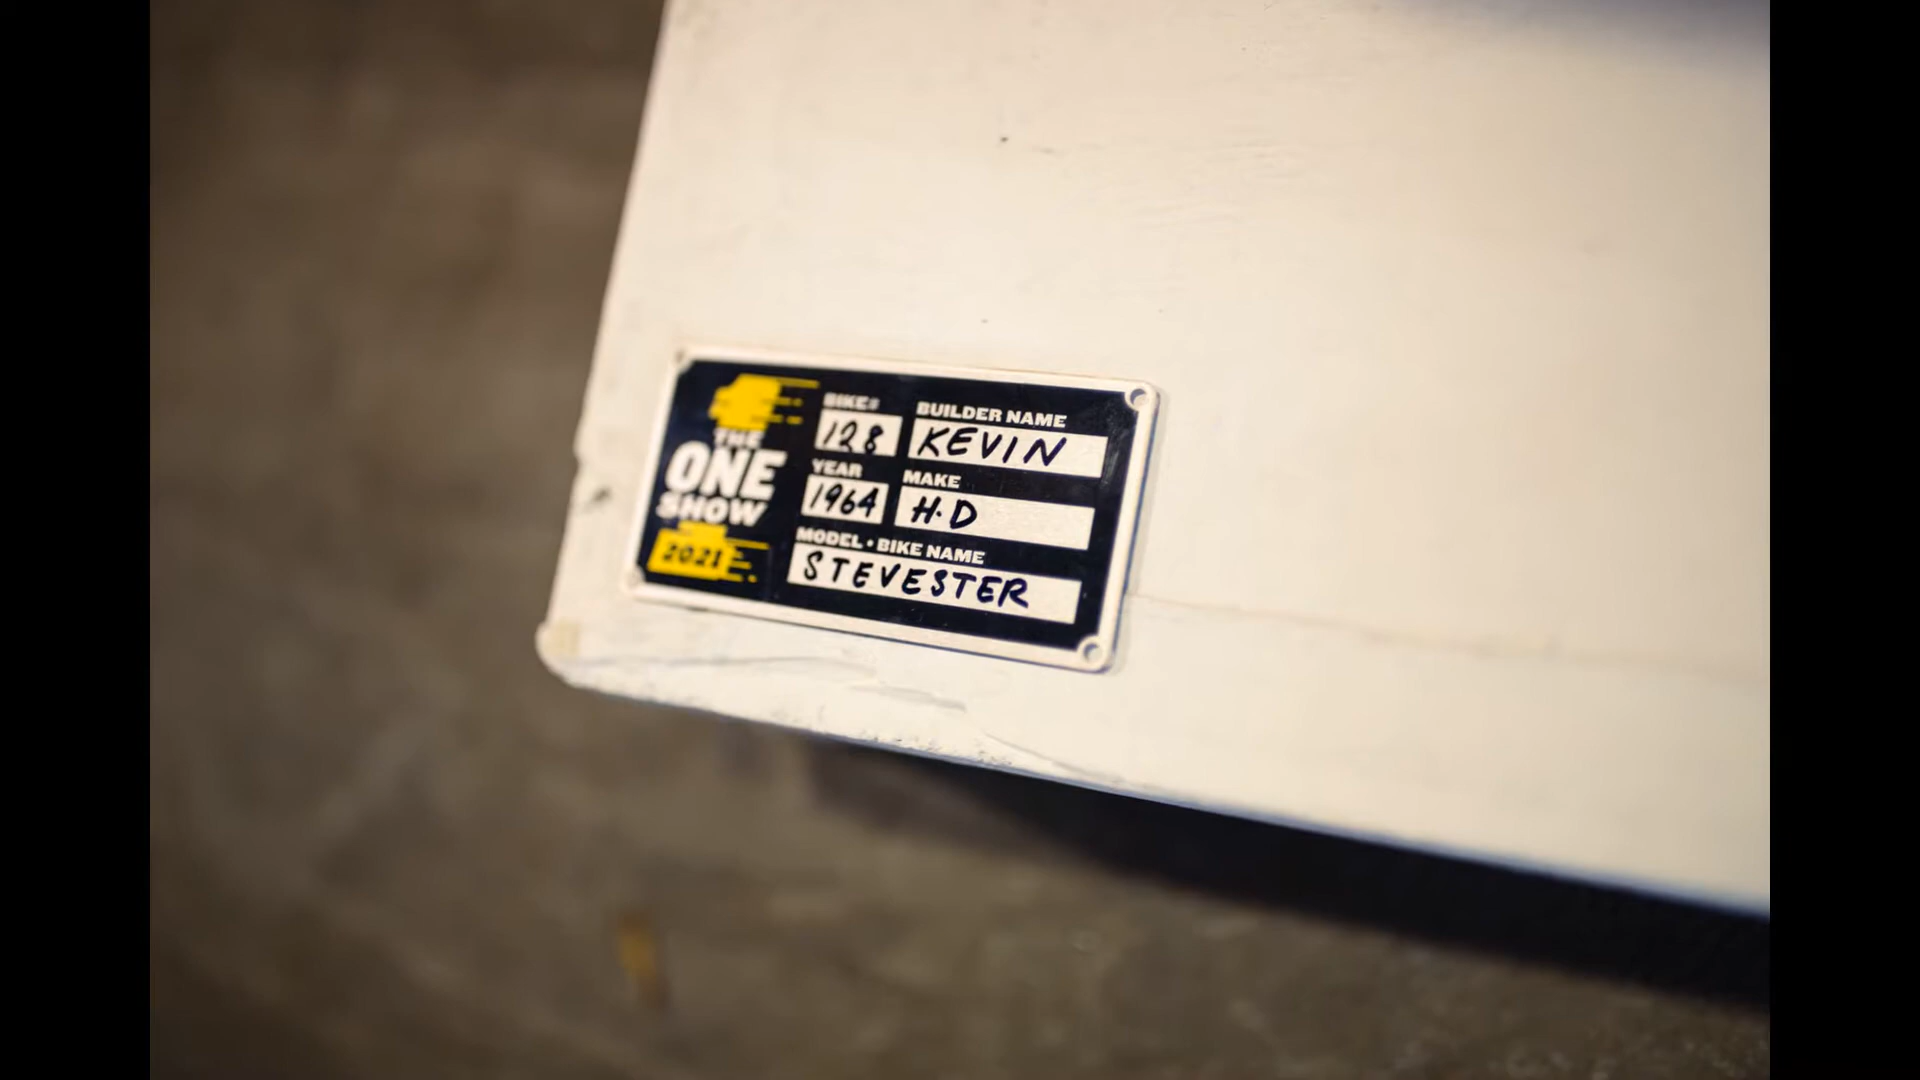 THE
ONE
SHOW
2021
BIKE#
128
BUILDER NAME
KEVIN
YEAR
1964
MAKE
H·D
MODEL • BIKE NAME
STEVESTER